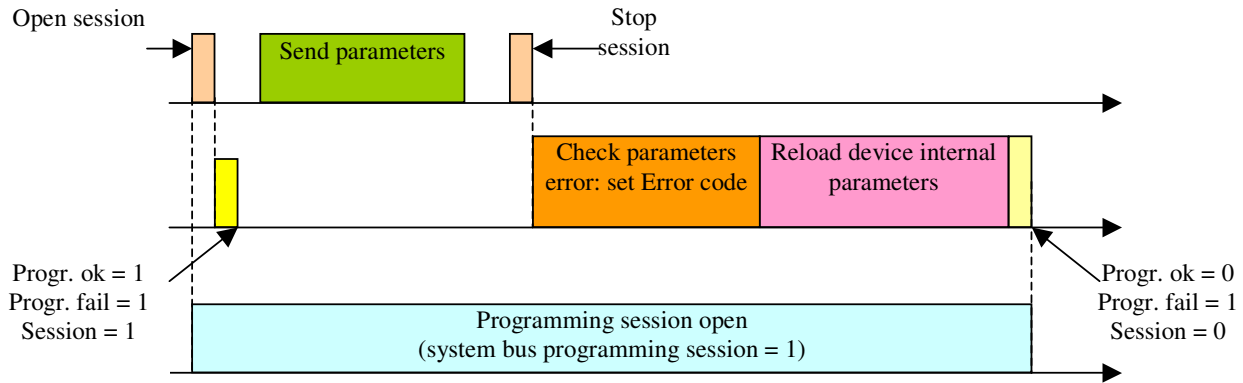 Open session
Stop
session
Send parameters
Check parameters
error: set Error code
Reload device internal
parameters
Progr. ok = 1
Progr. fail = 1
Session = 1
Progr. ok = 0
Progr. fail = 1
Session = 0
Programming session open
(system bus programming session = 1)